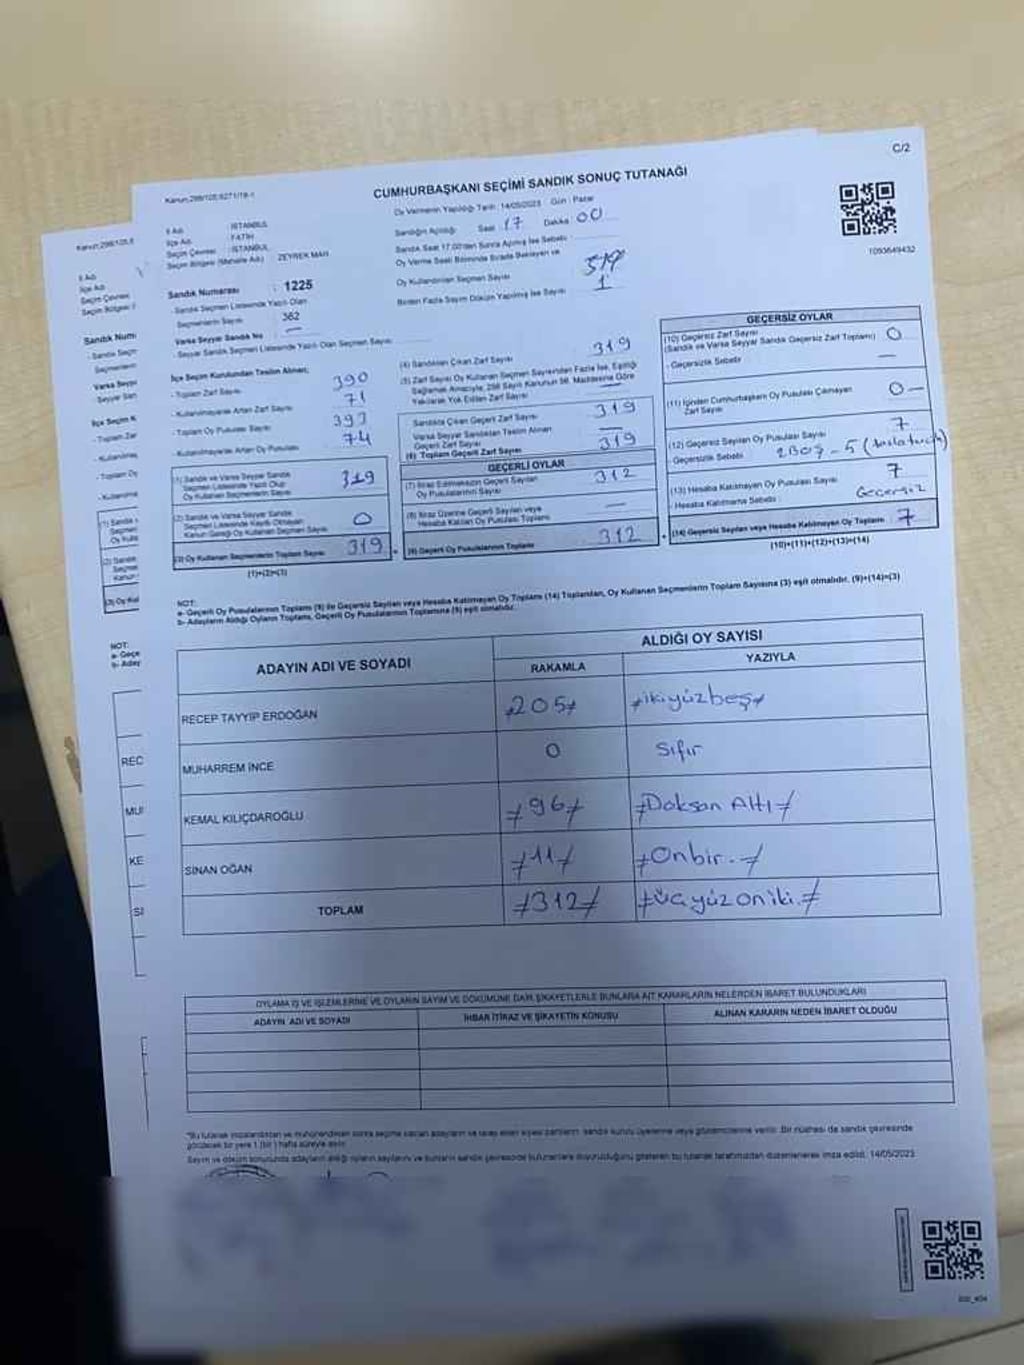 C/2
Kanun;298/105;6271/19-1
CUMHURBAŞKANI SEÇİMİ SANDIK SONUÇ TUTANAĞI
İl Adı : İSTANBUL
İlçe Adı : FATİH
Seçim Çevresi : İSTANBUL
Seçim Bölgesi (Mahalle Adı) : ZEYREK MAH
Sandık Numarası : 1225
- Sandık Seçmen Listesinde Yazılı Olan
Seçmenlerin Sayısı 362
Varsa Seyyar Sandık No —
- Seyyar Sandık Seçmen Listesinde Yazılı Olan Seçmen Sayısı
Oy Vermenin Yapıldığı Tarih : 14/05/2023 Gün : Pazar
Sandığın Açıldığı Saat 17 Dakika 00
Sandık Saat 17.00'den Sonra Açılmış İse Sebebi :
Oy Verme Saati Bitiminde Sırada Bekleyen ve
Oy Kullandırılan Seçmen Sayısı
Birden Fazla Sayım Döküm Yapılmış İse Sayısı 1
1093649432
İlçe Seçim Kurulundan Teslim Alınan;
- Toplam Zarf Sayısı 390
- Kullanılmayarak Artan Zarf Sayısı 71
- Toplam Oy Pusulası Sayısı 393
- Kullanılmayarak Artan Oy Pusulası 74
(1) Sandık ve Varsa Seyyar Sandık
Seçmen Listesinde Yazılı Olup
Oy Kullanan Seçmenlerin Sayısı 319
(2) Sandık ve Varsa Seyyar Sandık
Seçmen Listesinde Kaydı Olmayan
Kanun Gereği Oy Kullanan Seçmen Sayısı 0
(3) Oy Kullanan Seçmenlerin Toplam Sayısı 319
(1)+(2)=(3)
(4) Sandıktan Çıkan Zarf Sayısı 319
(5) Zarf Sayısı Oy Kullanan Seçmen Sayısından Fazla İse, Eşitliği
Sağlamak Amacıyla, 298 Sayılı Kanunun 98. Maddesine Göre
Yakılarak Yok Edilen Zarf Sayısı
Sandıkta Çıkan Geçerli Zarf Sayısı 319
Varsa Seyyar Sandıktan Teslim Alınan
Geçerli Zarf Sayısı —
(6) Toplam Geçerli Zarf Sayısı 319
GEÇERLİ OYLAR
(7) İtiraz Edilmeksizin Geçerli Sayılan
Oy Pusulalarının Sayısı 312
(8) İtiraz Üzerine Geçerli Sayılan veya
Hesaba Katılan Oy Pusulası Toplamı —
(9) Geçerli Oy Pusulalarının Toplamı 312
GEÇERSİZ OYLAR
(10) Geçersiz Zarf Sayısı
(Sandık ve Varsa Seyyar Sandık Geçersiz Zarf Toplamı) 0
- Geçersizlik Sebebi —
(11) İçinden Cumhurbaşkanı Oy Pusulası Çıkmayan
Zarf Sayısı 0 —
(12) Geçersiz Sayılan Oy Pusulası Sayısı 7
Geçersizlik Sebebi 2 BOŞ - 5
(13) Hesaba Katılmayan Oy Pusulası Sayısı 7
- Hesaba Katılmama Sebebi : Geçersiz
(14) Geçersiz Sayılan veya Hesaba Katılmayan Oy Toplamı 7
(10)+(11)+(12)+(13)=(14)
NOT:
a- Geçerli Oy Pusulalarının Toplamı (9) ile Geçersiz Sayılan veya Hesaba Katılmayan Oy Toplamı (14) Toplamları, Oy Kullanan Seçmenlerin Toplam Sayısına (3) eşit olmalıdır. (9)+(14)=(3)
b- Adayların Aldığı Oyların Toplamı, Geçerli Oy Pusulalarının Toplamına (9) eşit olmalıdır.
ADAYIN ADI VE SOYADI ALDIĞI OY SAYISI
RAKAMLA YAZIYLA
RECEP TAYYIP ERDOĞAN ≠205≠ ≠ikiyüzbeş≠
MUHARREM İNCE 0 Sıfır
KEMAL KILIÇDAROĞLU ≠96≠ ≠Doksan Altı≠
SİNAN OĞAN ≠11≠ ≠Onbir.≠
TOPLAM ≠312≠ ≠Üçyüzoniki.≠
OYLAMA İŞ VE İŞLEMLERİNE VE OYLARIN SAYIM VE DÖKÜMÜNE DAİR ŞİKAYETLERLE BUNLARA AİT KARARLARIN NELERDEN İBARET BULUNDUKLARI
ADAYIN ADI VE SOYADI İHBAR İTİRAZ VE ŞİKAYETİN KONUSU ALINAN KARARIN NEDEN İBARET OLDUĞU